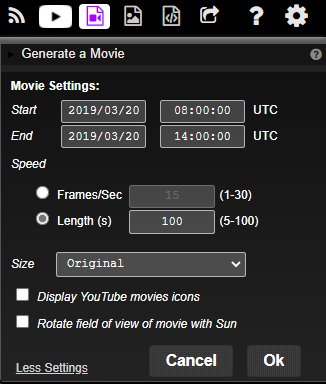 Generate a Movie
Movie Settings:
Start 2019/03/20 08:00:00 UTC
End 2019/03/20 14:00:00 UTC
Speed
Frames/Sec 15 (1-30)
Length (s) 100 (5-100)
Size Original
Display YouTube movies icons
Rotate field of view of movie with Sun
Less Settings Cancel Ok